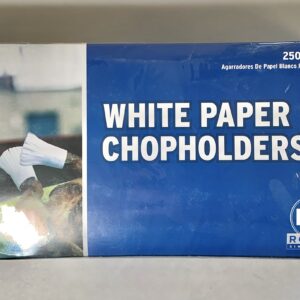 250
Agarradores De Papel Blanco
WHITE PAPER
CHOPHOLDERS